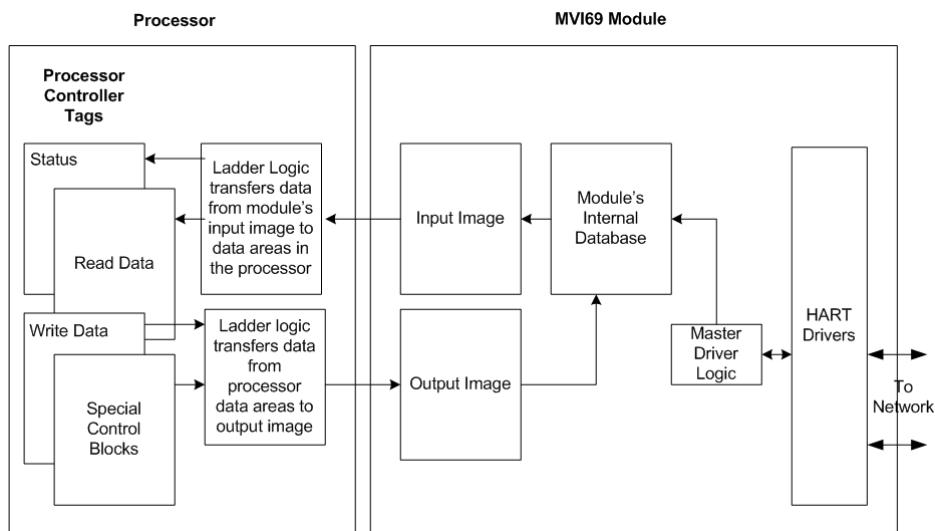 Processor
MVI69 Module
Processor
Controller
Tags
Status
Read Data
Ladder Logic
transfers data
from module's
input image to
data areas in
the processor
Input Image
Module's
Internal
Database
Write Data
Special
Control
Blocks
Ladder logic
transfers data
from
processor
data areas to
output image
Output Image
Master
Driver
Logic
HART
Drivers
To
Network